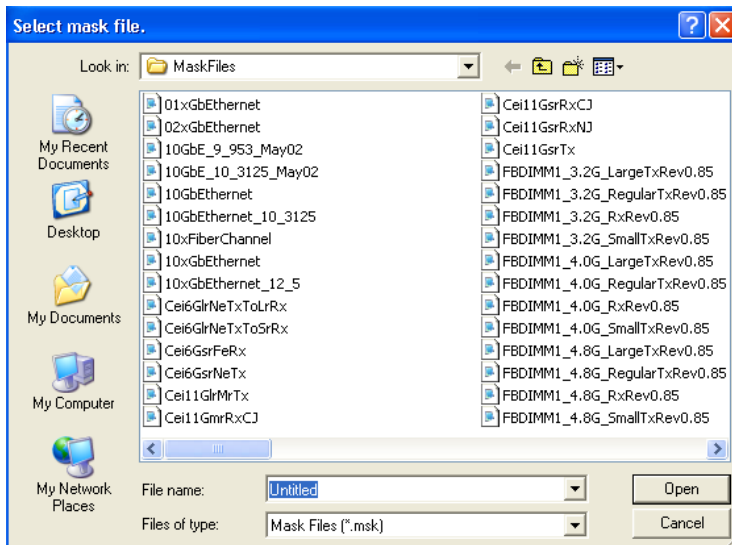 Select mask file.
Look in:
MaskFiles
My Recent
Documents
Desktop
My Documents
My Computer
My Network
Places
01xGbEthernet
02xGbEthernet
10GbE_9_953_May02
10GbE_10_3125_May02
10GbEthernet
10GbEthernet_10_3125
10xFiberChannel
10xGbEthernet
10xGbEthernet_12_5
Cei6GlrNeTxToLrRx
Cei6GlrNeTxToSrRx
Cei6GsrFeRx
Cei6GsrNeTx
Cei11GlrMrTx
Cei11GmrRxCJ
Cei11GsrRxCJ
Cei11GsrRxNJ
Cei11GsrTx
FBDIMM1_3.2G_LargeTxRev0.85
FBDIMM1_3.2G_RegularTxRev0.85
FBDIMM1_3.2G_RxRev0.85
FBDIMM1_3.2G_SmallTxRev0.85
FBDIMM1_4.0G_LargeTxRev0.85
FBDIMM1_4.0G_RegularTxRev0.85
FBDIMM1_4.0G_RxRev0.85
FBDIMM1_4.0G_SmallTxRev0.85
FBDIMM1_4.8G_LargeTxRev0.85
FBDIMM1_4.8G_RegularTxRev0.85
FBDIMM1_4.8G_RxRev0.85
FBDIMM1_4.8G_SmallTxRev0.85
File name:
Untitled
Open
Files of type:
Mask Files (*.msk)
Cancel